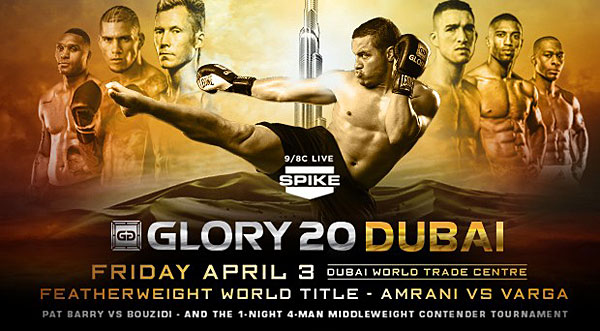 9/8C LIVE
SPIKE
GLORY 20 DUBAI
FRIDAY APRIL 3 DUBAI WORLD TRADE CENTRE
FEATHERWEIGHT WORLD TITLE - AMRANI VS VARGA
PAT BARRY VS BOUZIDI - AND THE 1-NIGHT 4-MAN MIDDLEWEIGHT CONTENDER TOURNAMENT